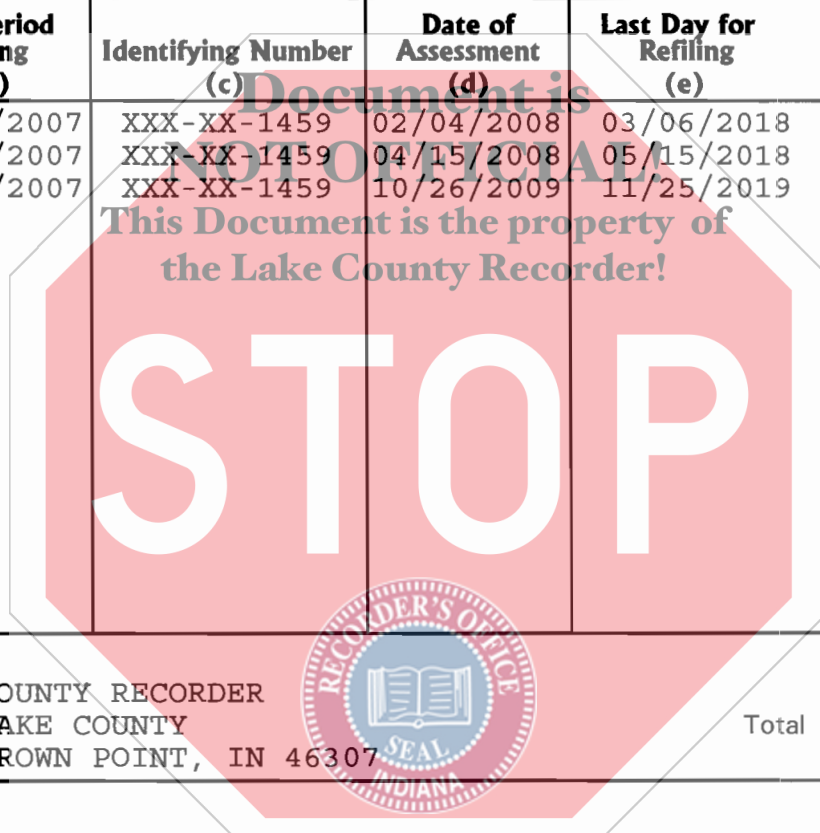 eriod
ng
)
Identifying Number
(c)
Date of
Assessment
(d)
Last Day for
Refiling
(e)
/2007 XXX-XX-1459 02/04/2008 03/06/2018
/2007 XXX-XX-1459 04/15/2008 05/15/2018
/2007 XXX-XX-1459 10/26/2009 11/25/2019
Document is
NOT OFFICIAL!
This Document is the property of
the Lake County Recorder!
STOP
RECORDER'S OFFICE
SEAL
INDIANA
OUNTY RECORDER
AKE COUNTY
ROWN POINT, IN 46307
Total